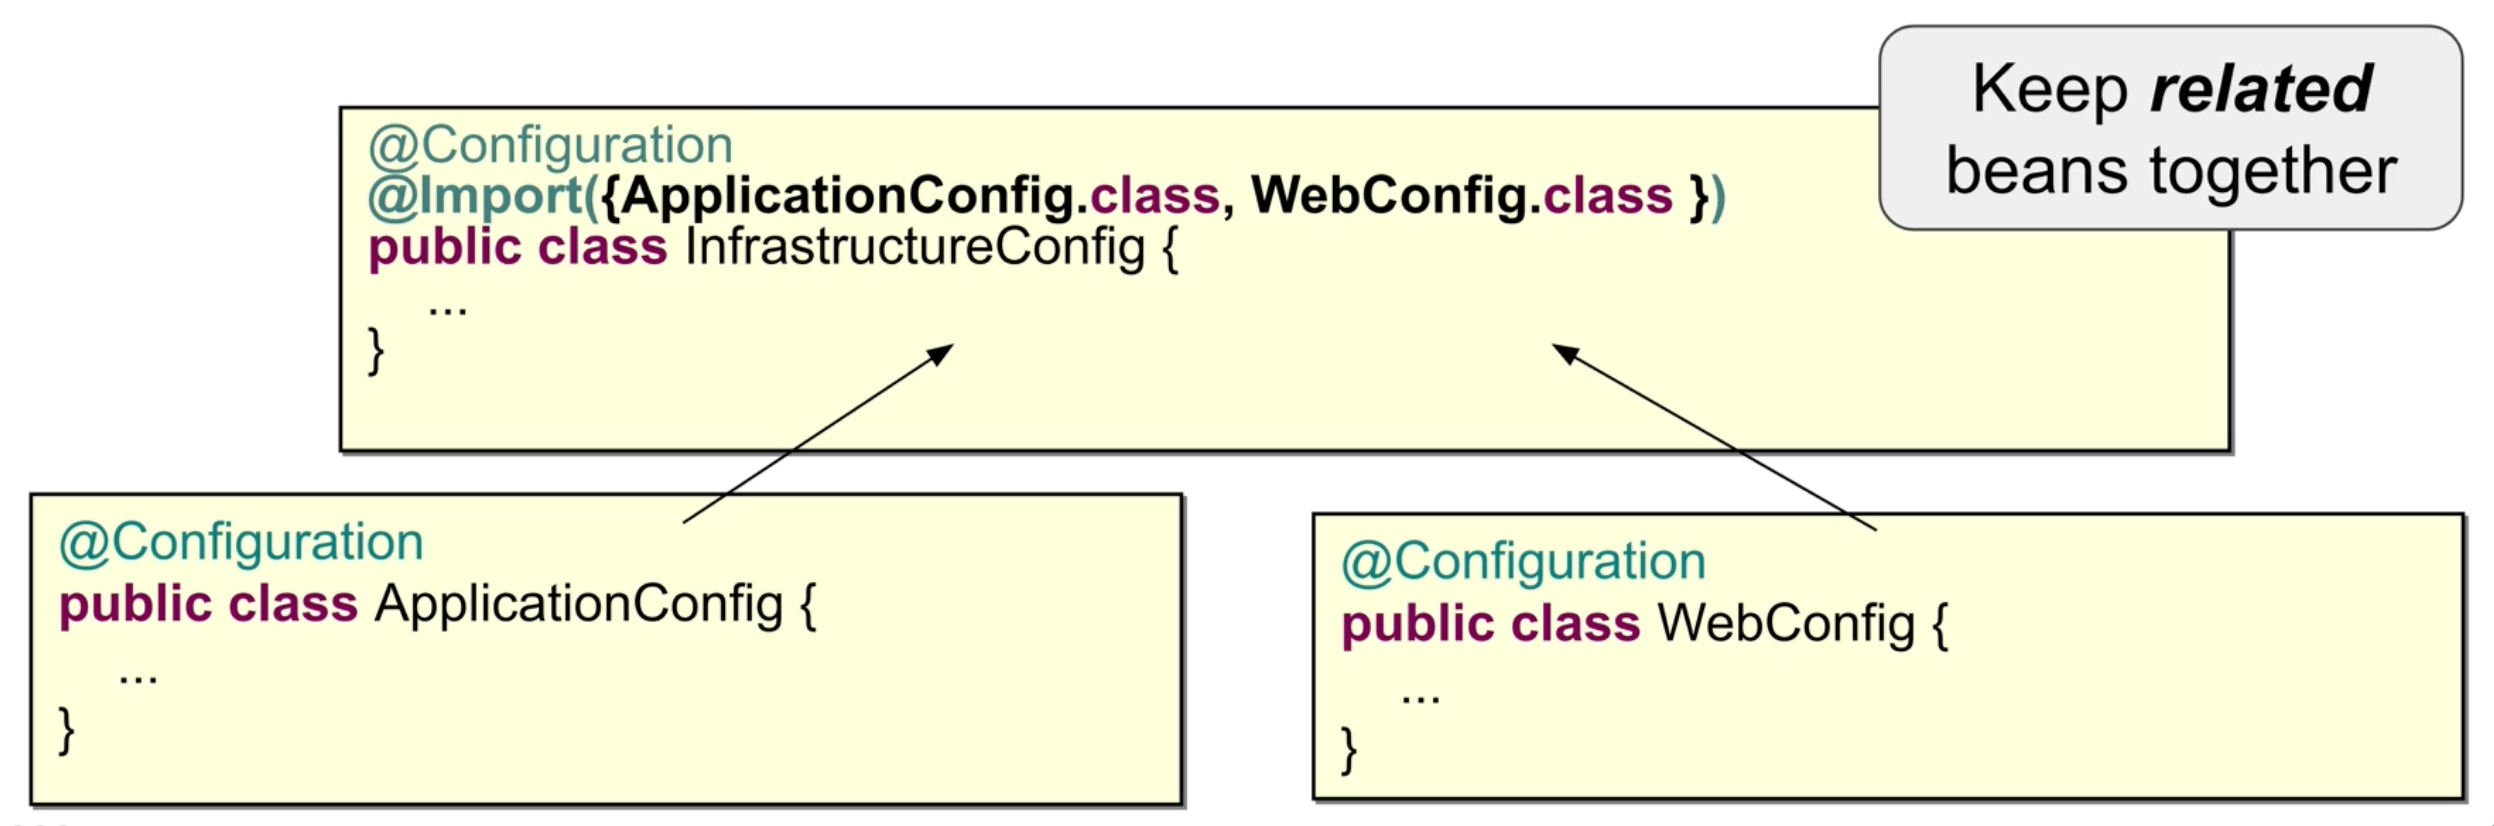 Keep related
beans together
@Configuration
@Import({ApplicationConfig.class, WebConfig.class })
public class InfrastructureConfig {
...
}
@Configuration
public class ApplicationConfig {
...
}
@Configuration
public class WebConfig {
...
}